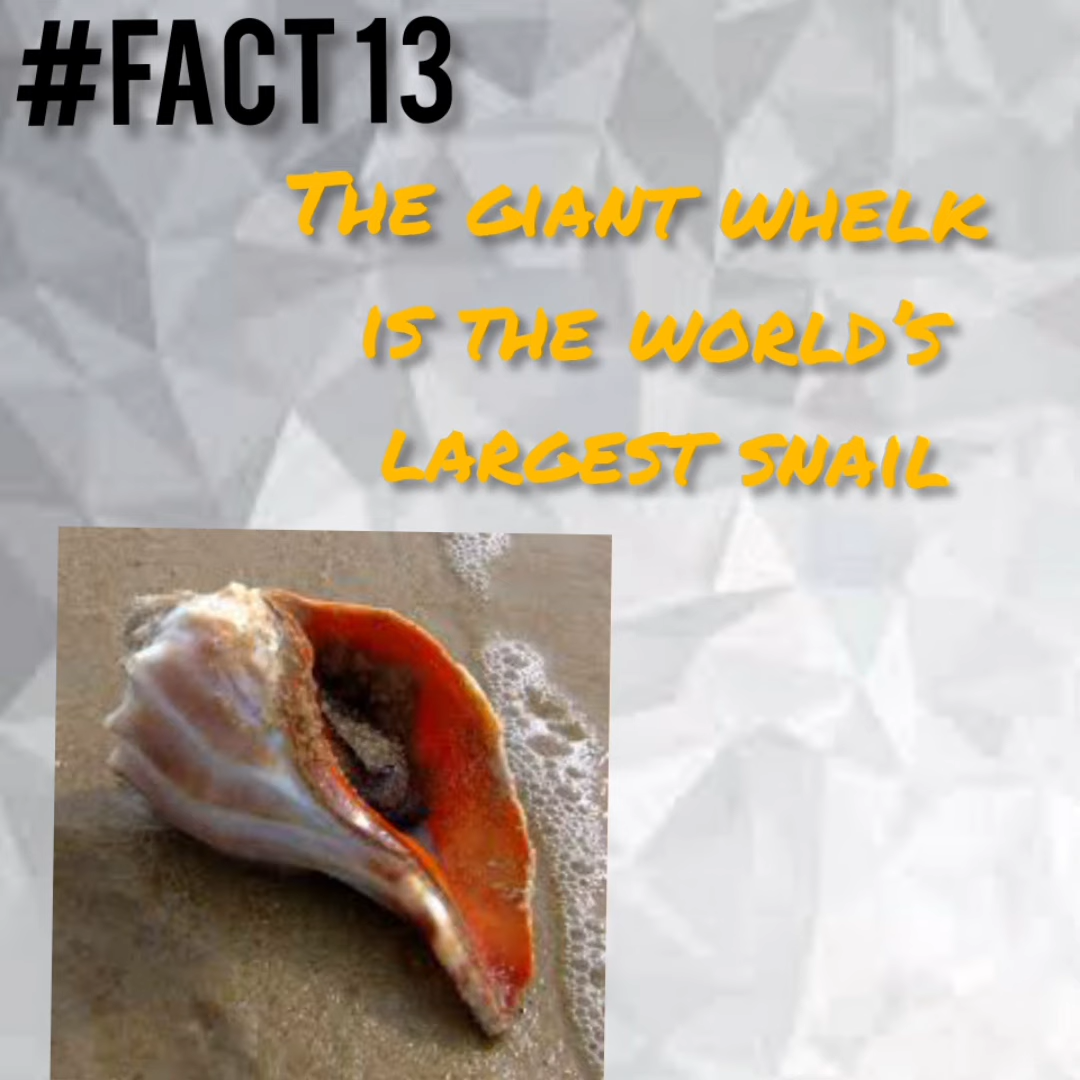 #FACT 13
THE GIANT WHELK
IS THE WORLD'S
LARGEST SNAIL